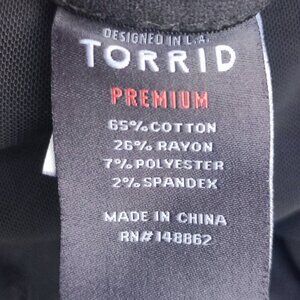 DESIGNED IN C.A.
TORRID
PREMIUM
65% COTTON
26% RAYON
7% POLYESTER
2% SPANDEX
MADE IN CHINA
RN# 148862